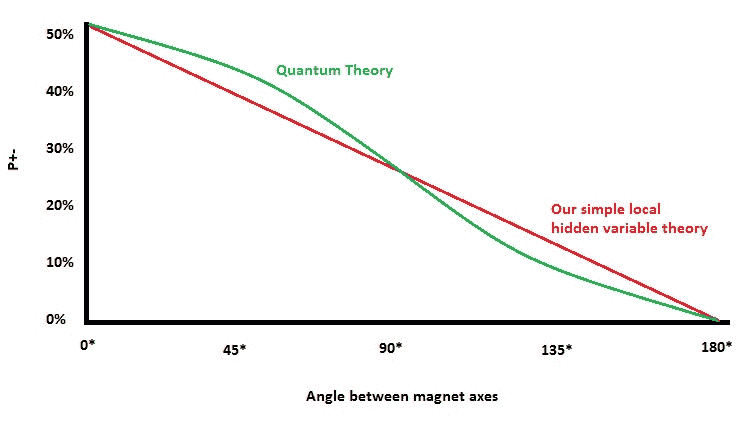 50%
Quantum Theory
40%
30%
P+-
20%
Our simple local
hidden variable theory
10%
0%
0*
45*
90*
135*
180*
Angle between magnet axes